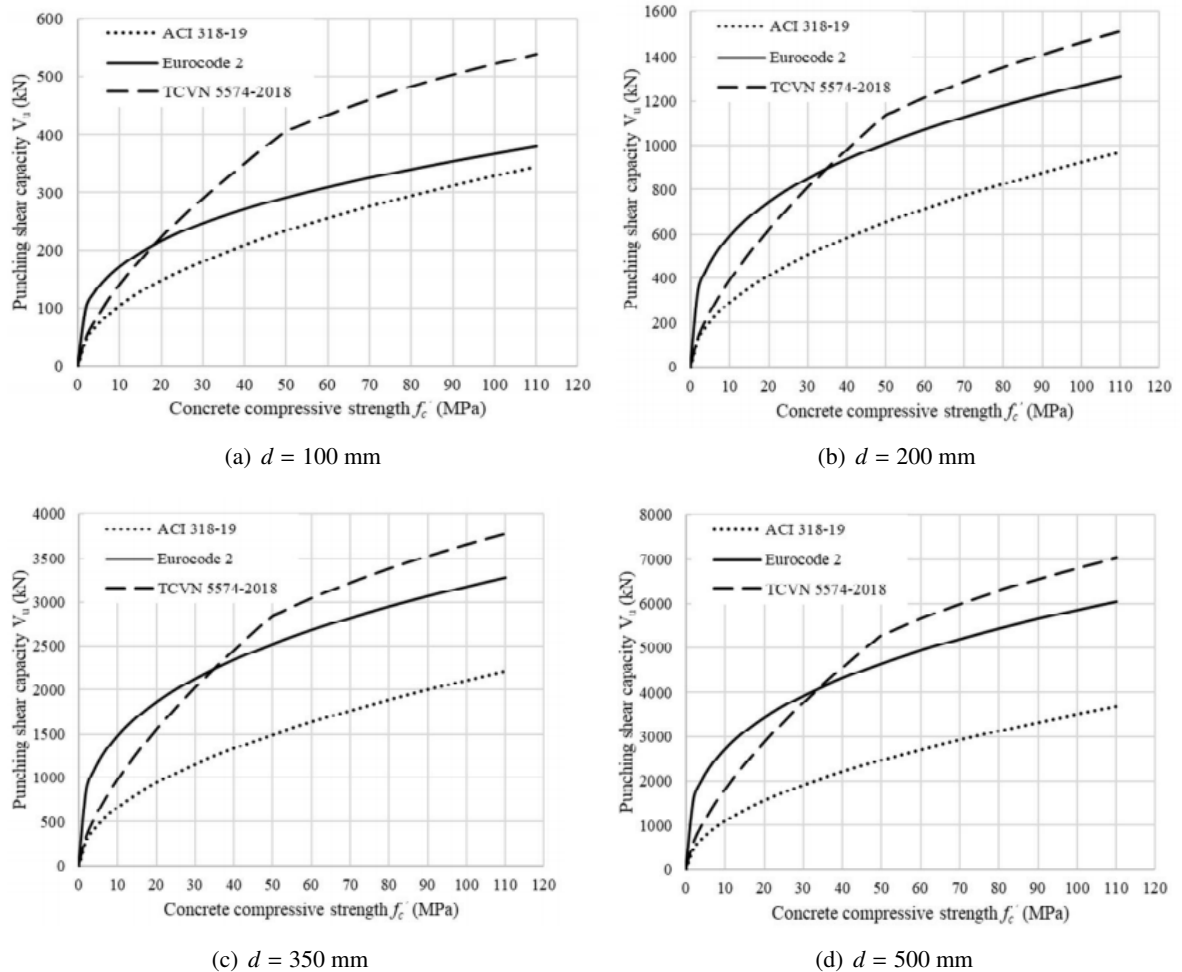 600
500
400
300
200
100
0
Punching shear capacity Vu (kN)
ACI 318-19
Eurocode 2
TCVN 5574-2018
0 10 20 30 40 50 60 70 80 90 100 110 120
Concrete compressive strength fc' (MPa)
(a) d = 100 mm
1600
1400
1200
1000
800
600
400
200
0
Punching shear capacity Vu (kN)
ACI 318-19
Eurocode 2
TCVN 5574-2018
0 10 20 30 40 50 60 70 80 90 100 110 120
Concrete compressive strength fc' (MPa)
(b) d = 200 mm
4000
3500
3000
2500
2000
1500
1000
500
0
Punching shear capacity Vu (kN)
ACI 318-19
Eurocode 2
TCVN 5574-2018
0 10 20 30 40 50 60 70 80 90 100 110 120
Concrete compressive strength fc' (MPa)
(c) d = 350 mm
8000
7000
6000
5000
4000
3000
2000
1000
0
Punching shear capacity Vu (kN)
ACI 318-19
Eurocode 2
TCVN 5574-2018
0 10 20 30 40 50 60 70 80 90 100 110 120
Concrete compressive strength fc' (MPa)
(d) d = 500 mm